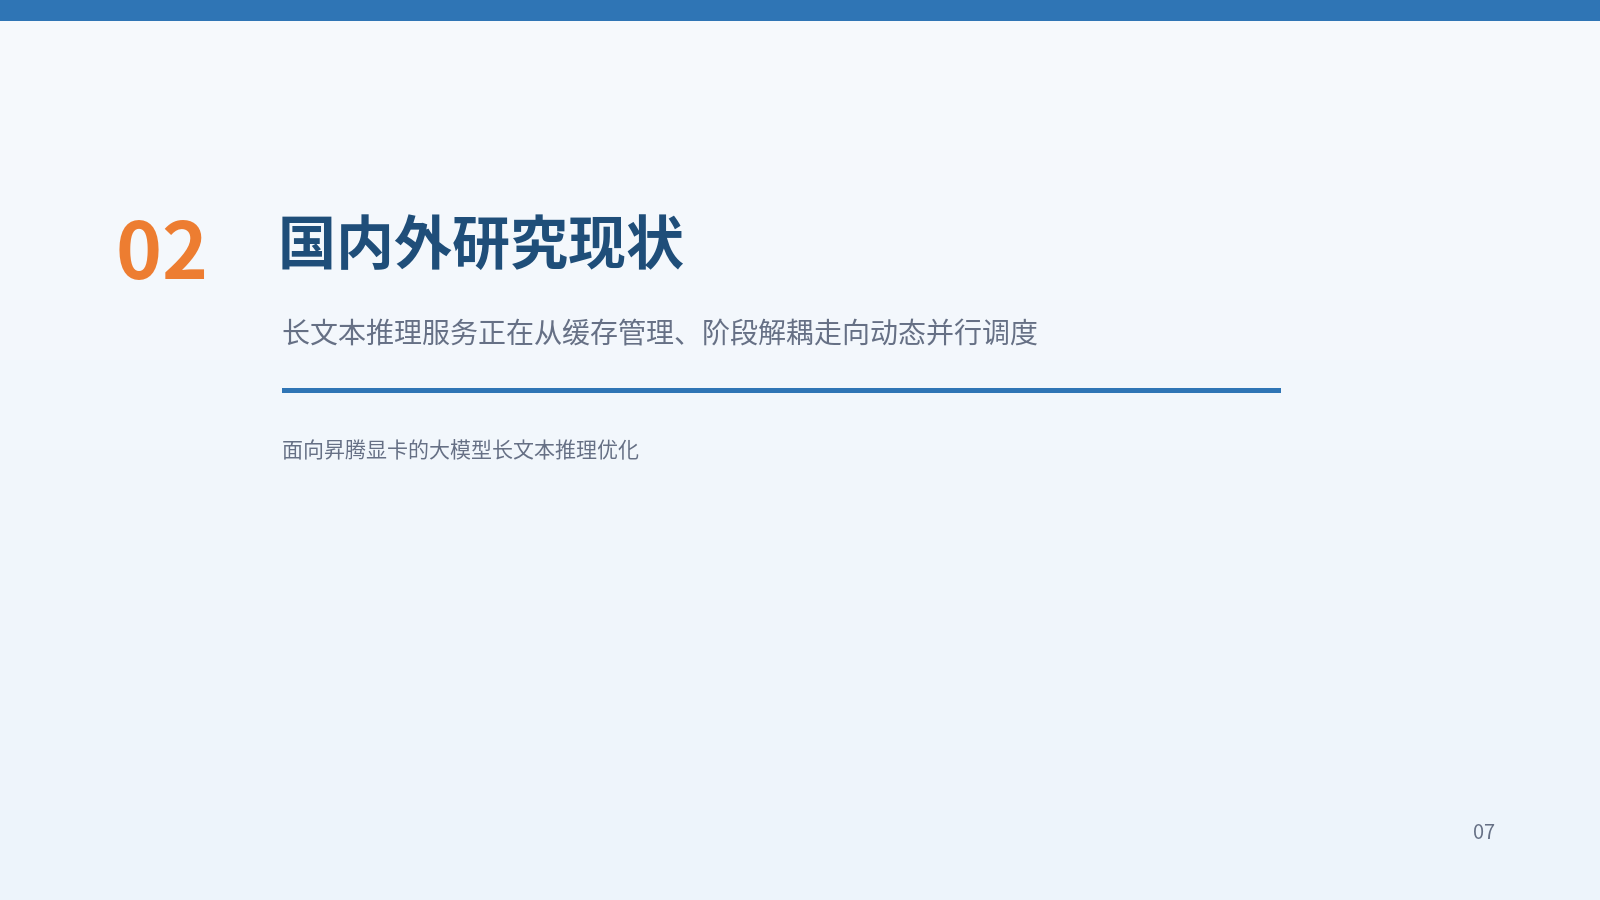 02
国内外研究现状
长文本推理服务正在从缓存管理、阶段解耦走向动态并行调度
面向昇腾显卡的大模型长文本推理优化
07